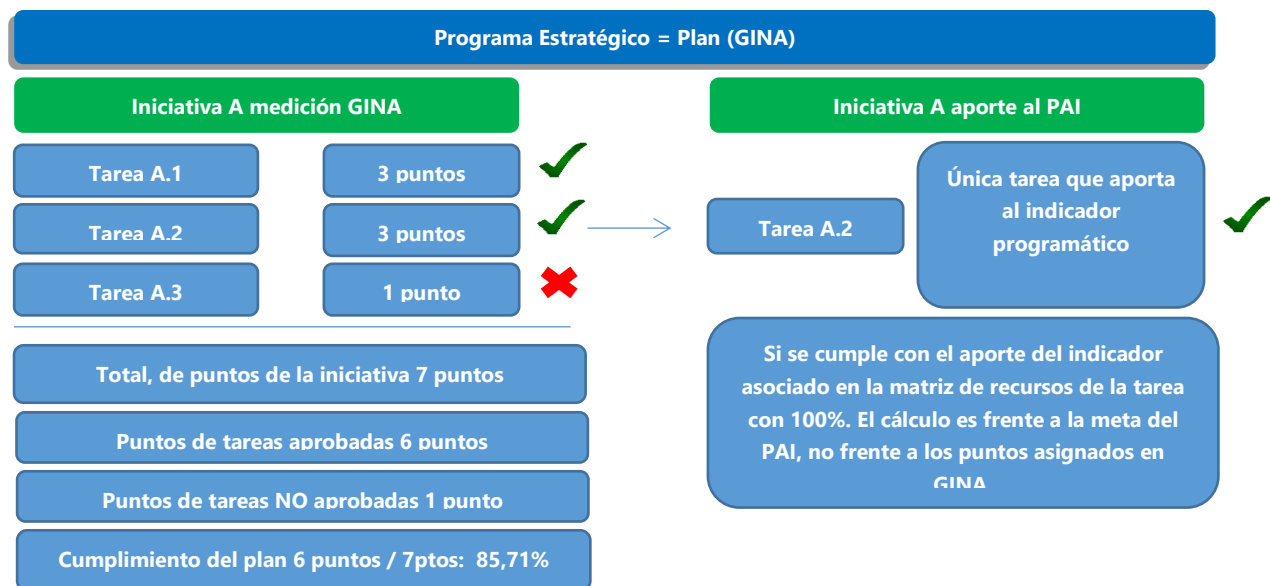 Programa Estratégico = Plan (GINA)
Iniciativa A medición GINA
Tarea A.1
3 puntos
Tarea A.2
3 puntos
Tarea A.3
1 punto
Total, de puntos de la iniciativa 7 puntos
Puntos de tareas aprobadas 6 puntos
Puntos de tareas NO aprobadas 1 punto
Cumplimiento del plan 6 puntos / 7ptos: 85,71%
Iniciativa A aporte al PAI
Tarea A.2
Única tarea que aporta
al indicador
programático
Si se cumple con el aporte del indicador
asociado en la matriz de recursos de la tarea
con 100%. El cálculo es frente a la meta del
PAI, no frente a los puntos asignados en
GINA